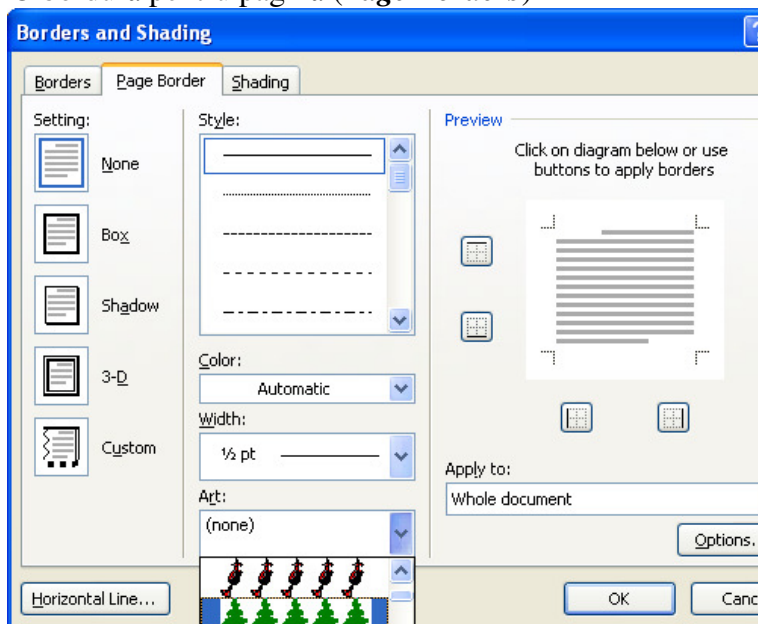 Borders and Shading
Borders
Page Border
Shading
Setting:
None
Box
Shadow
3-D
Custom
Style:
Color:
Automatic
Width:
½ pt
Art:
(none)
Preview
Click on diagram below or use
buttons to apply borders
Apply to:
Whole document
Options.
Horizontal Line...
OK
Canc